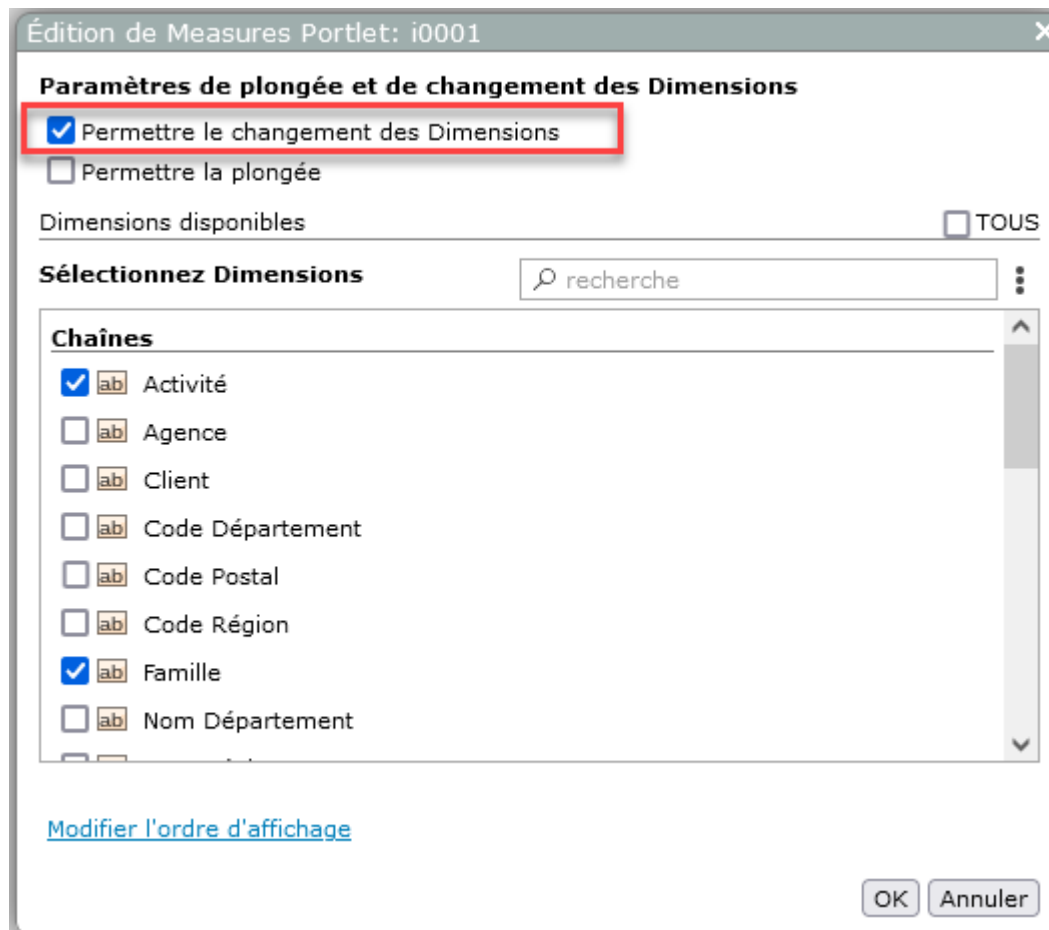 Édition de Measures Portlet: i0001
Paramètres de plongée et de changement des Dimensions
Permettre le changement des Dimensions
Permettre la plongée
Dimensions disponibles TOUS
Sélectionnez Dimensions recherche
Chaînes
ab Activité
ab Agence
ab Client
ab Code Département
ab Code Postal
ab Code Région
ab Famille
ab Nom Département
Modifier l'ordre d'affichage
OK Annuler